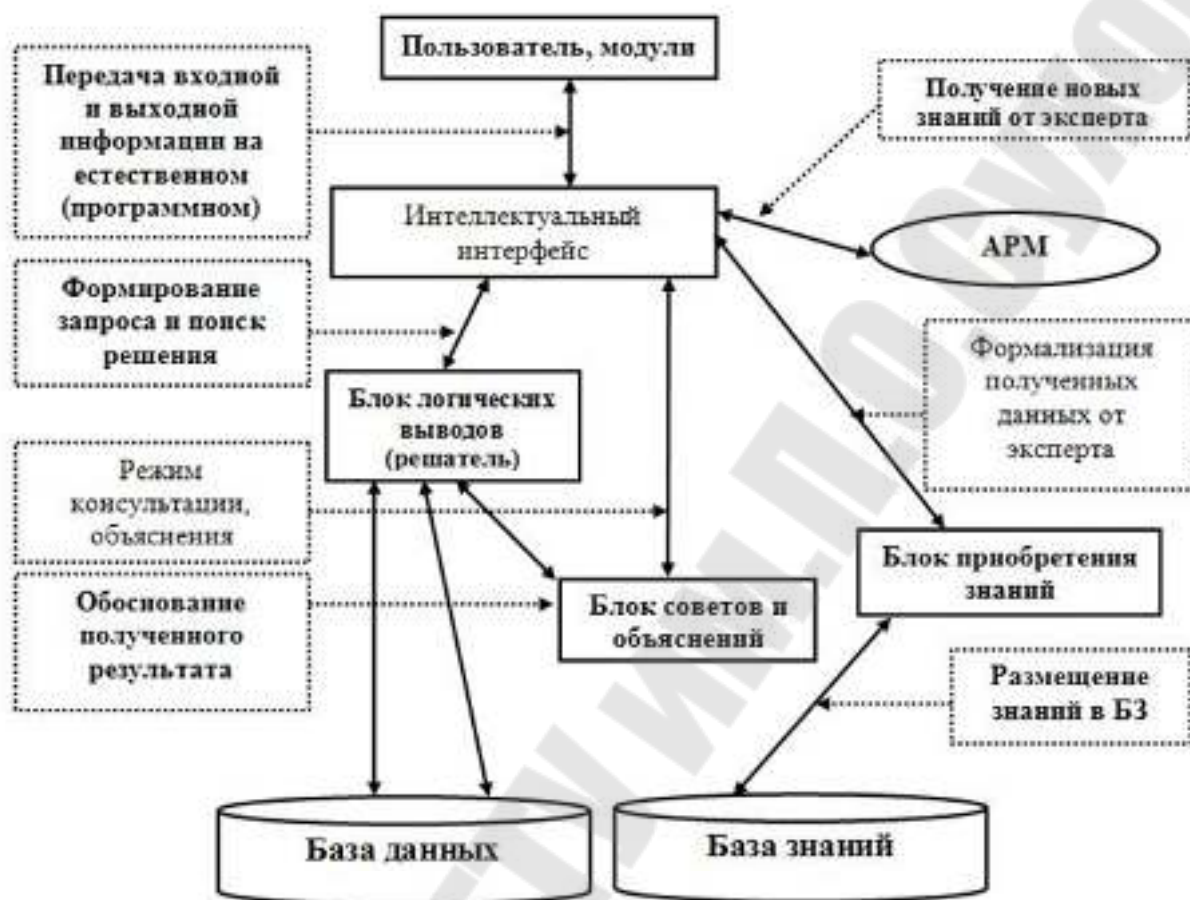 Пользователь, модули
Передача входной
и выходной
информации на
естественном
(программном)
Получение новых
знаний от эксперта
Интеллектуальный
интерфейс
АРМ
Формирование
запроса и поиск
решения
Формализация
полученных
данных от
эксперта
Блок логических
выводов
(решатель)
Режим
консультации,
объяснения
Блок приобретения
знаний
Обоснование
полученного
результата
Блок советов и
объяснений
Размещение
знаний в БЗ
База данных
База знаний